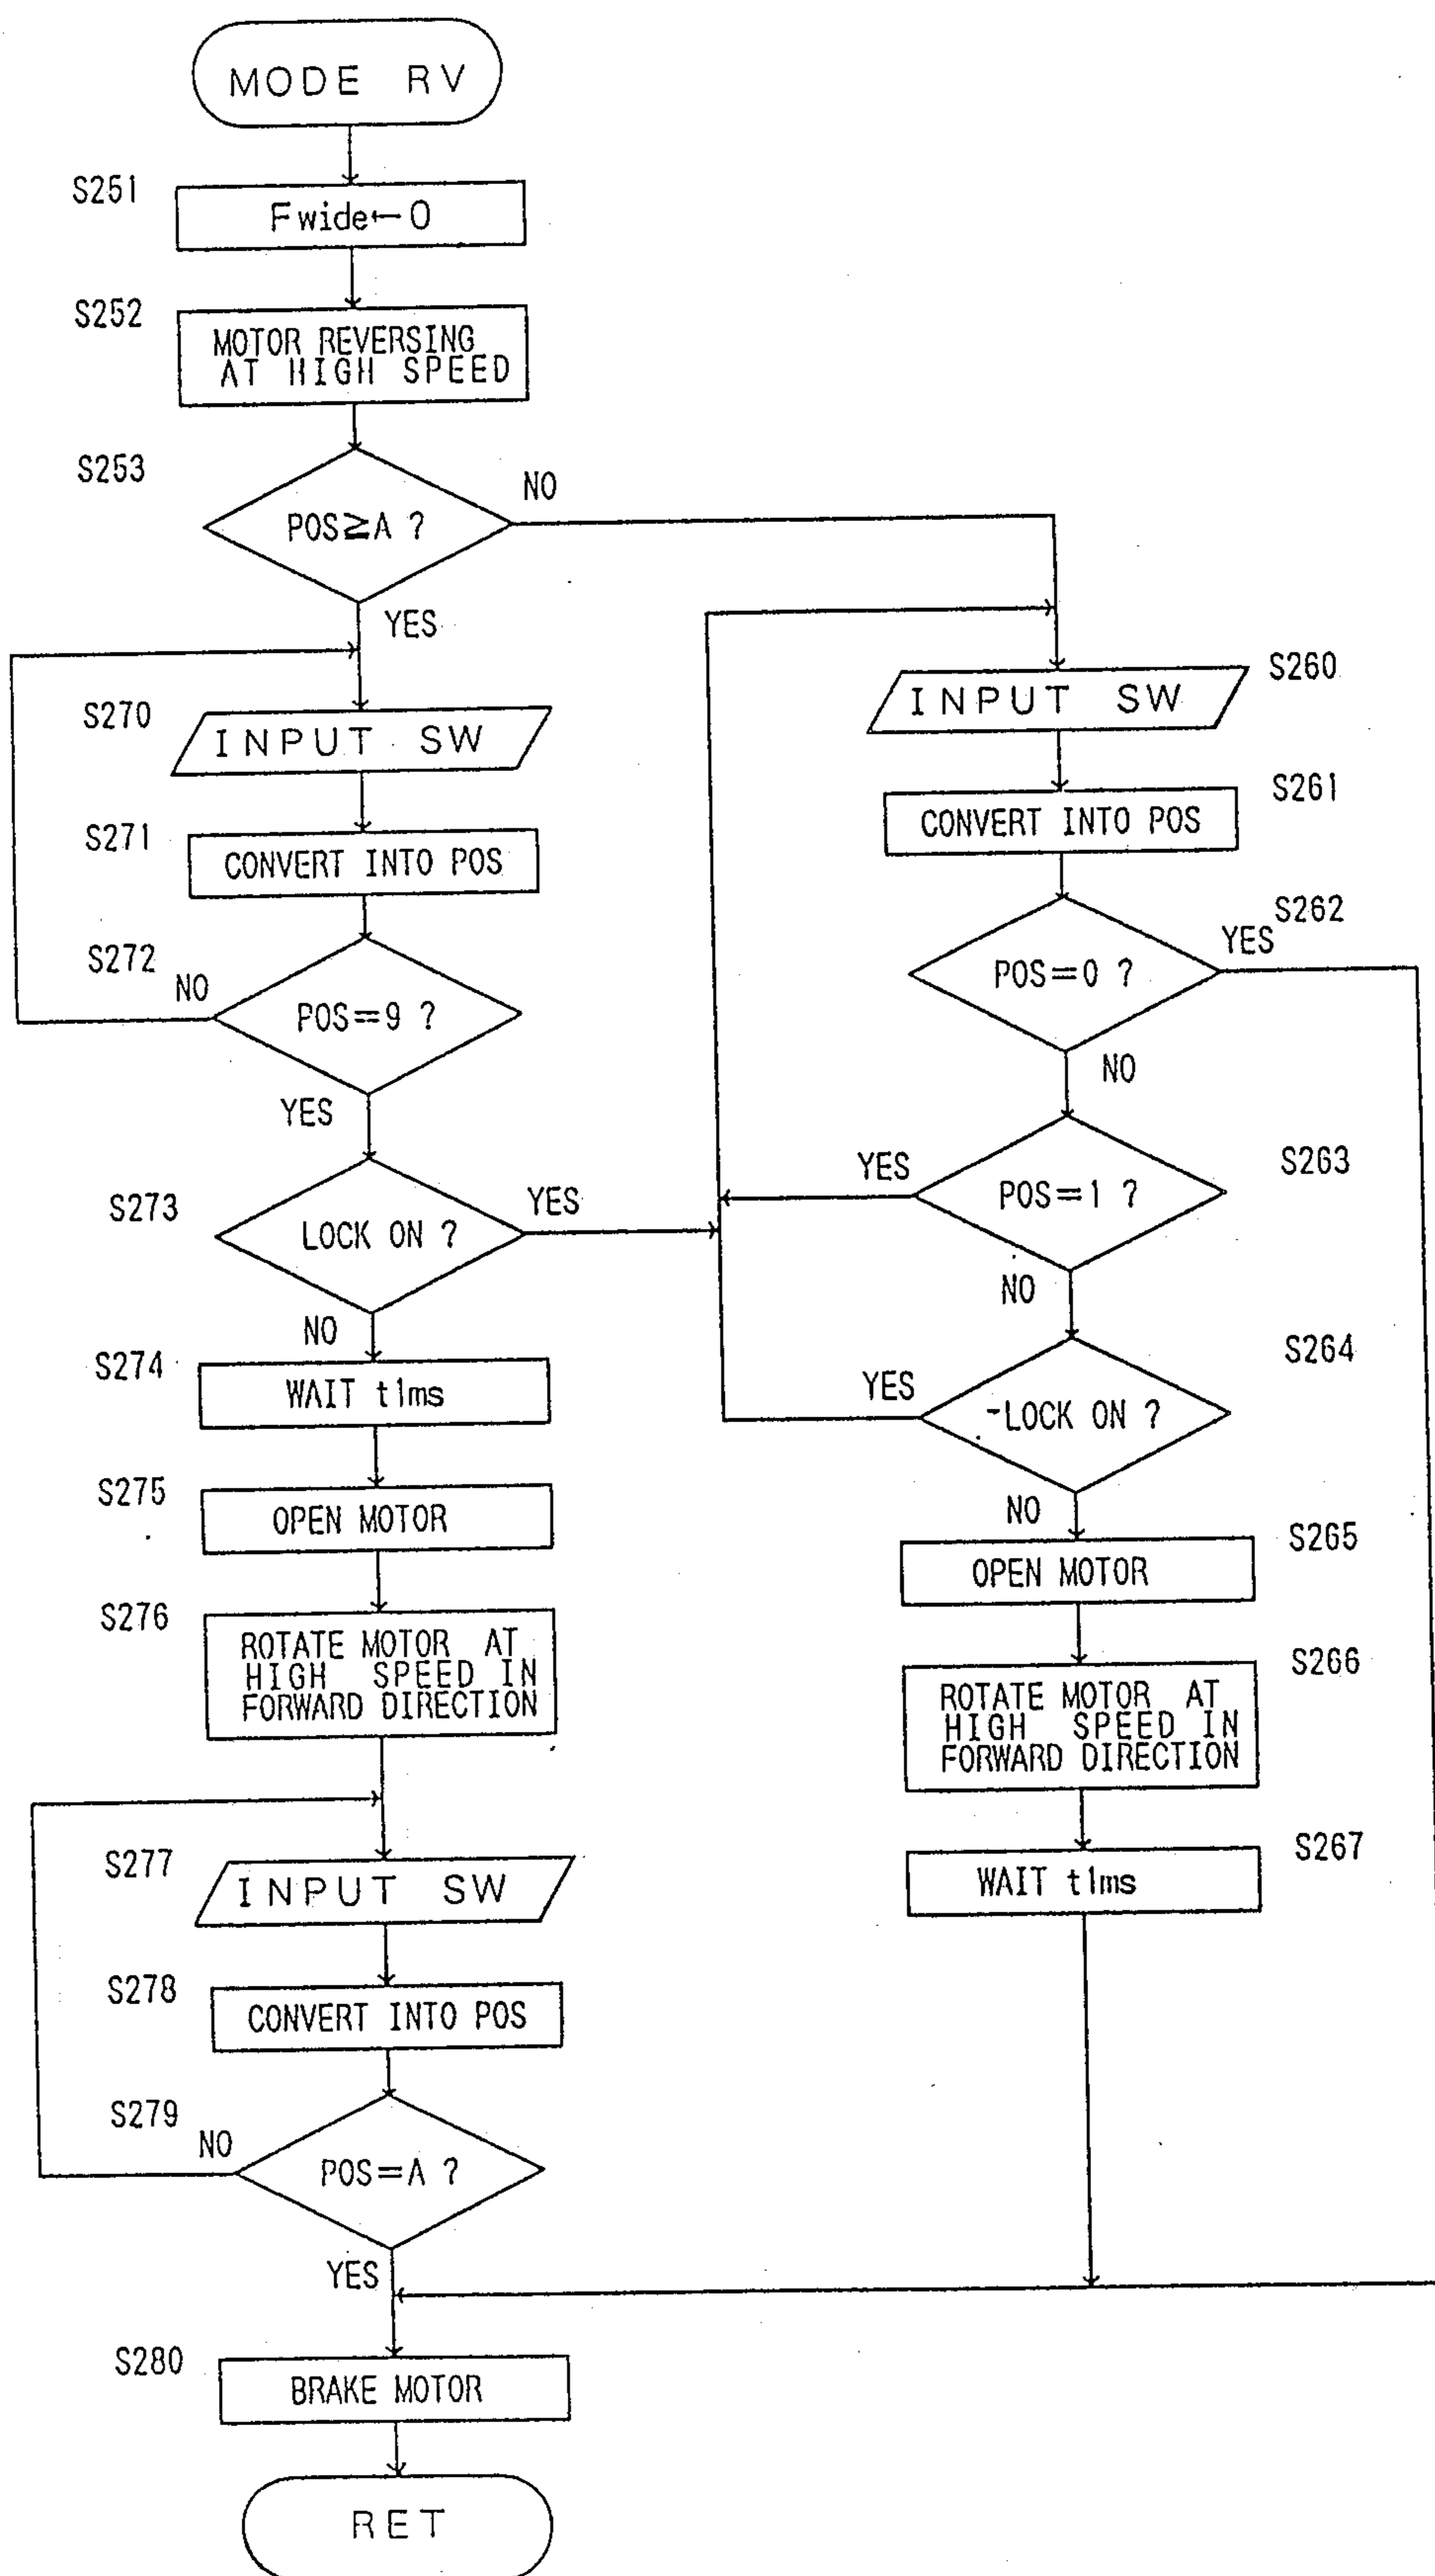 MODE RV
S251
Fwide←0
S252
MOTOR REVERSING
AT HIGH SPEED
S253
POS≧A ?
NO
YES
S270
INPUT SW
S271
CONVERT INTO POS
S272
NO
POS=9 ?
YES
S273
LOCK ON ?
YES
NO
S274
WAIT t1ms
S275
OPEN MOTOR
S276
ROTATE MOTOR AT
HIGH SPEED IN
FORWARD DIRECTION
S277
INPUT SW
S278
CONVERT INTO POS
S279
NO
POS=A ?
YES
S280
BRAKE MOTOR
RET
S260
INPUT SW
S261
CONVERT INTO POS
S262
YES
POS=0 ?
NO
S263
YES
POS=1 ?
NO
S264
YES
-LOCK ON ?
NO
S265
OPEN MOTOR
S266
ROTATE MOTOR AT
HIGH SPEED IN
FORWARD DIRECTION
S267
WAIT t1ms